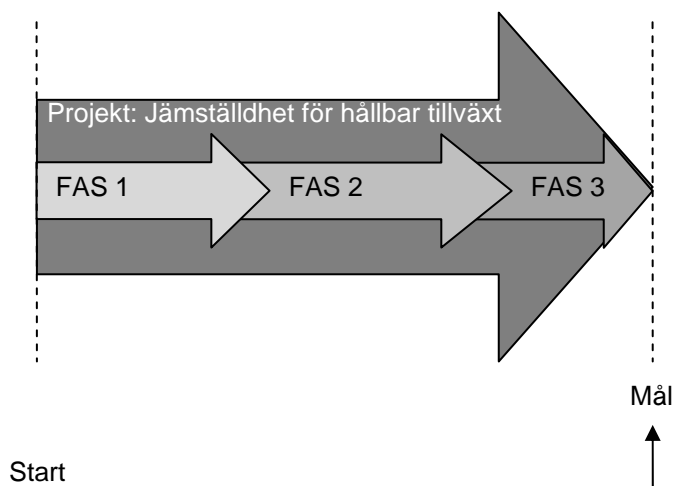 Projekt: Jämställdhet för hållbar tillväxt
FAS 1 FAS 2 FAS 3
Mål
Start